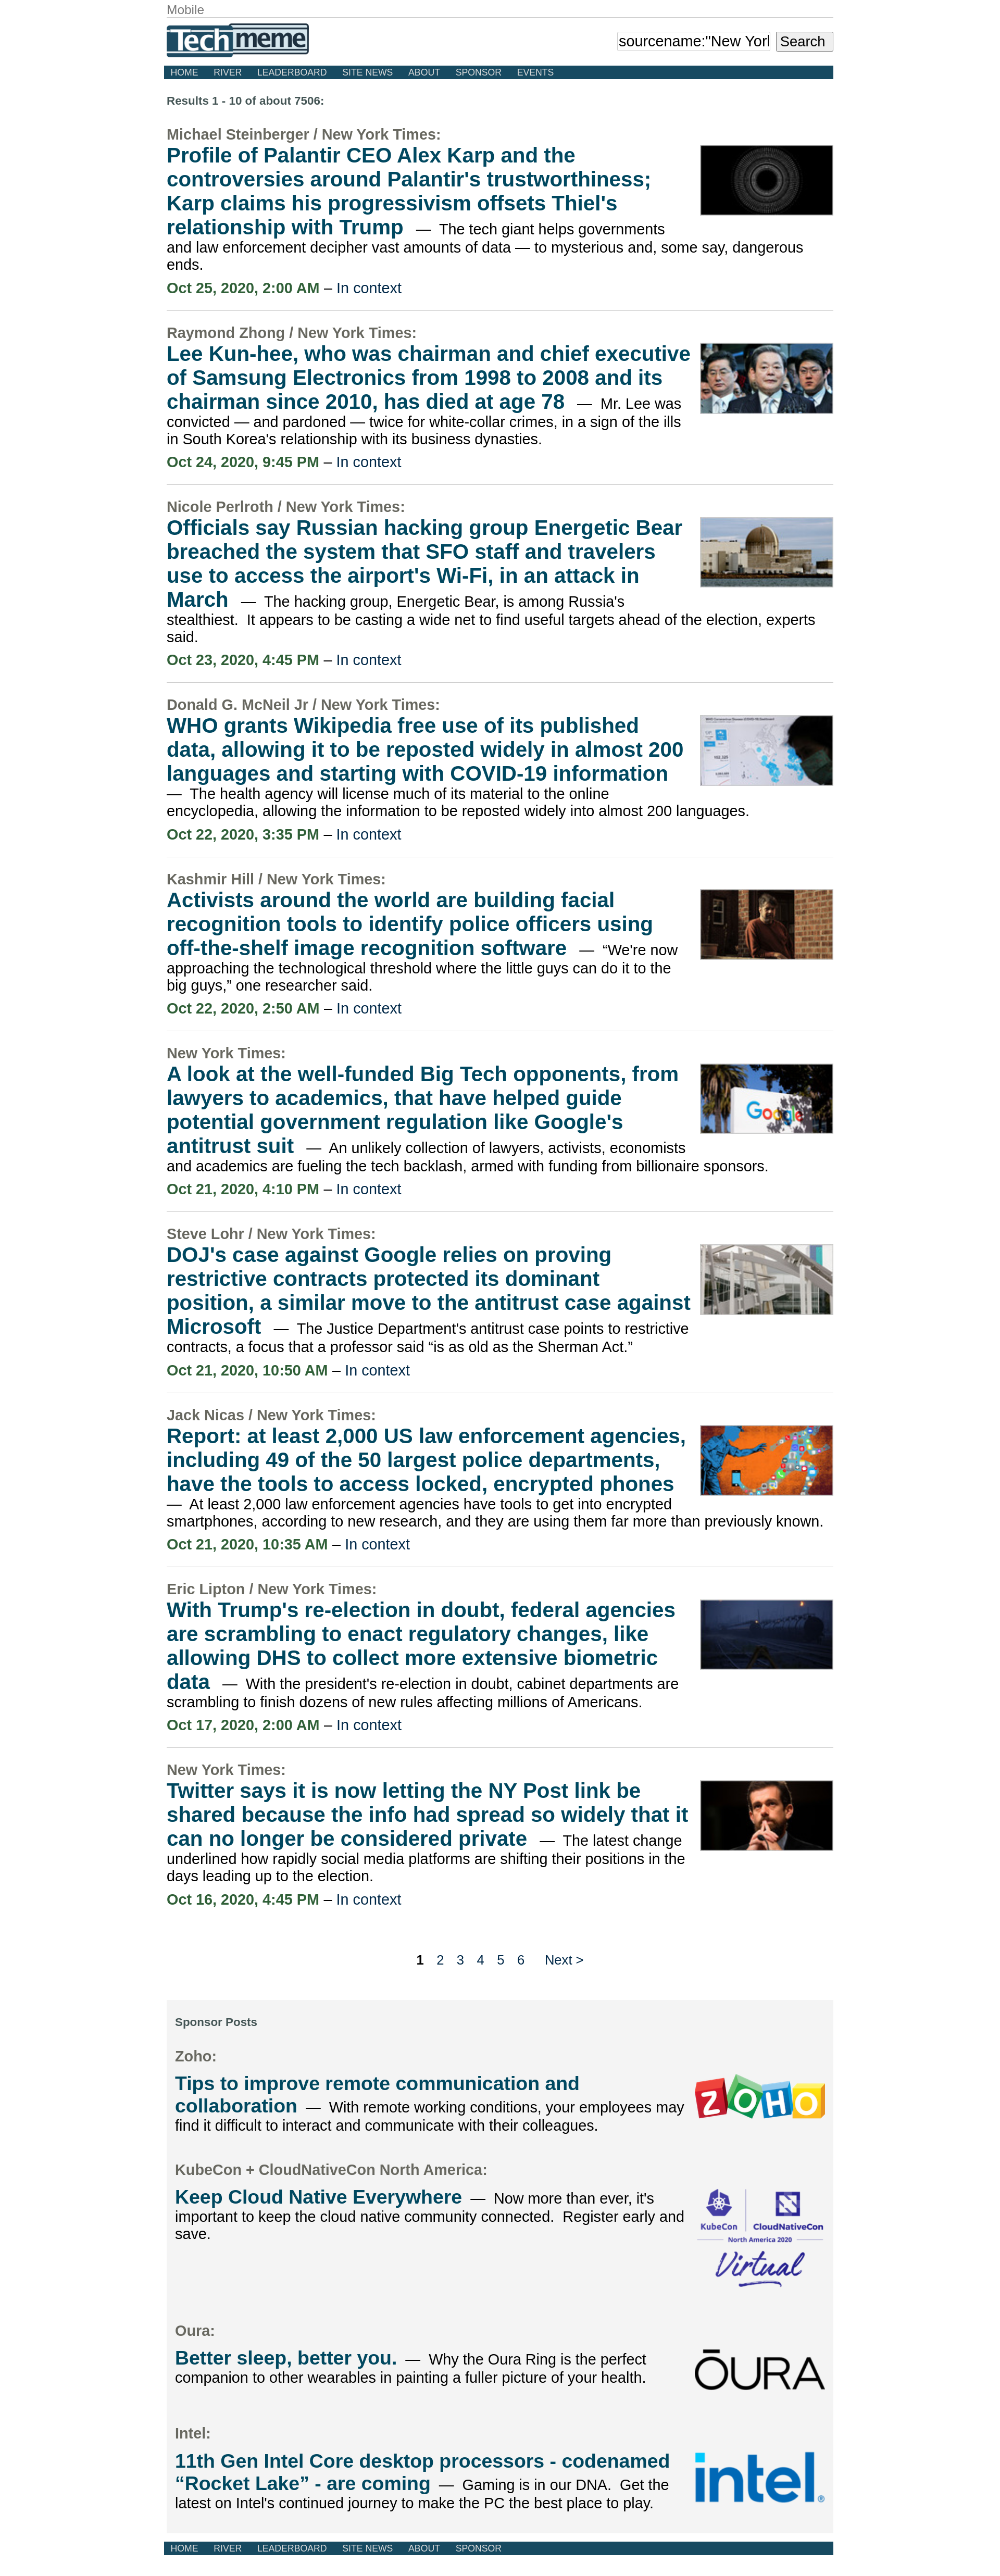 Mobile
Techmeme
sourcename:"New Yor
Search
HOME RIVER LEADERBOARD SITE NEWS ABOUT SPONSOR EVENTS
Results 1 - 10 of about 7506:
Michael Steinberger / New York Times:
Profile of Palantir CEO Alex Karp and the
controversies around Palantir's trustworthiness;
Karp claims his progressivism offsets Thiel's
relationship with Trump — The tech giant helps governments
and law enforcement decipher vast amounts of data — to mysterious and, some say, dangerous
ends.
Oct 25, 2020, 2:00 AM – In context
Raymond Zhong / New York Times:
Lee Kun-hee, who was chairman and chief executive
of Samsung Electronics from 1998 to 2008 and its
chairman since 2010, has died at age 78 — Mr. Lee was
convicted — and pardoned — twice for white-collar crimes, in a sign of the ills
in South Korea's relationship with its business dynasties.
Oct 24, 2020, 9:45 PM – In context
Nicole Perlroth / New York Times:
Officials say Russian hacking group Energetic Bear
breached the system that SFO staff and travelers
use to access the airport's Wi-Fi, in an attack in
March — The hacking group, Energetic Bear, is among Russia's
stealthiest. It appears to be casting a wide net to find useful targets ahead of the election, experts
said.
Oct 23, 2020, 4:45 PM – In context
Donald G. McNeil Jr / New York Times:
WHO grants Wikipedia free use of its published
data, allowing it to be reposted widely in almost 200
languages and starting with COVID-19 information
— The health agency will license much of its material to the online
encyclopedia, allowing the information to be reposted widely into almost 200 languages.
Oct 22, 2020, 3:35 PM – In context
Kashmir Hill / New York Times:
Activists around the world are building facial
recognition tools to identify police officers using
off-the-shelf image recognition software — “We're now
approaching the technological threshold where the little guys can do it to the
big guys,” one researcher said.
Oct 22, 2020, 2:50 AM – In context
New York Times:
A look at the well-funded Big Tech opponents, from
lawyers to academics, that have helped guide
potential government regulation like Google's
antitrust suit — An unlikely collection of lawyers, activists, economists
and academics are fueling the tech backlash, armed with funding from billionaire sponsors.
Google
Oct 21, 2020, 4:10 PM – In context
Steve Lohr / New York Times:
DOJ's case against Google relies on proving
restrictive contracts protected its dominant
position, a similar move to the antitrust case against
Microsoft — The Justice Department's antitrust case points to restrictive
contracts, a focus that a professor said “is as old as the Sherman Act.”
Oct 21, 2020, 10:50 AM – In context
Jack Nicas / New York Times:
Report: at least 2,000 US law enforcement agencies,
including 49 of the 50 largest police departments,
have the tools to access locked, encrypted phones
— At least 2,000 law enforcement agencies have tools to get into encrypted
smartphones, according to new research, and they are using them far more than previously known.
Oct 21, 2020, 10:35 AM – In context
Eric Lipton / New York Times:
With Trump's re-election in doubt, federal agencies
are scrambling to enact regulatory changes, like
allowing DHS to collect more extensive biometric
data — With the president's re-election in doubt, cabinet departments are
scrambling to finish dozens of new rules affecting millions of Americans.
Oct 17, 2020, 2:00 AM – In context
New York Times:
Twitter says it is now letting the NY Post link be
shared because the info had spread so widely that it
can no longer be considered private — The latest change
underlined how rapidly social media platforms are shifting their positions in the
days leading up to the election.
Oct 16, 2020, 4:45 PM – In context
1 2 3 4 5 6 Next >
Sponsor Posts
Zoho:
Tips to improve remote communication and
collaboration — With remote working conditions, your employees may
find it difficult to interact and communicate with their colleagues.
ZOHO
KubeCon + CloudNativeCon North America:
Keep Cloud Native Everywhere — Now more than ever, it's
important to keep the cloud native community connected. Register early and
save.
KubeCon CloudNativeCon
North America 2020
Virtual
Oura:
Better sleep, better you. — Why the Oura Ring is the perfect
companion to other wearables in painting a fuller picture of your health.
ŌURA
Intel:
11th Gen Intel Core desktop processors - codenamed
“Rocket Lake” - are coming — Gaming is in our DNA. Get the
latest on Intel's continued journey to make the PC the best place to play.
intel®
HOME RIVER LEADERBOARD SITE NEWS ABOUT SPONSOR